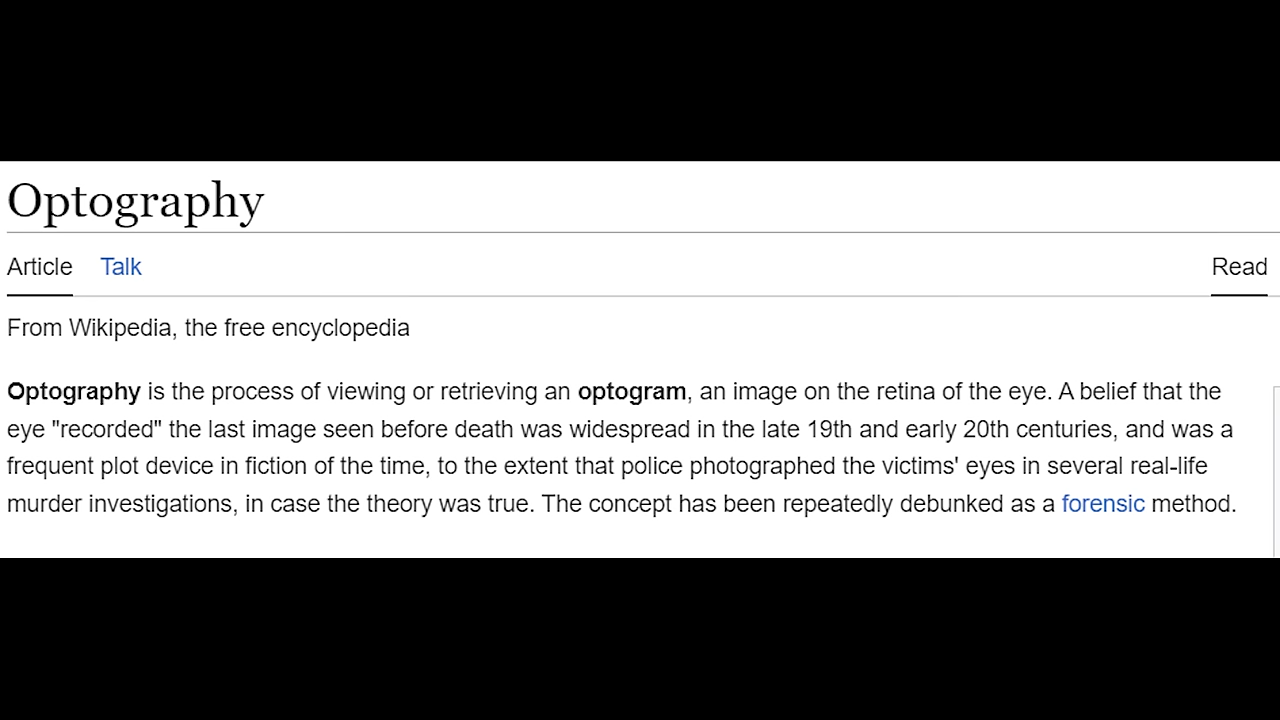 Optography
Article Talk Read
From Wikipedia, the free encyclopedia
Optography is the process of viewing or retrieving an optogram, an image on the retina of the eye. A belief that the
eye "recorded" the last image seen before death was widespread in the late 19th and early 20th centuries, and was a
frequent plot device in fiction of the time, to the extent that police photographed the victims' eyes in several real-life
murder investigations, in case the theory was true. The concept has been repeatedly debunked as a forensic method.